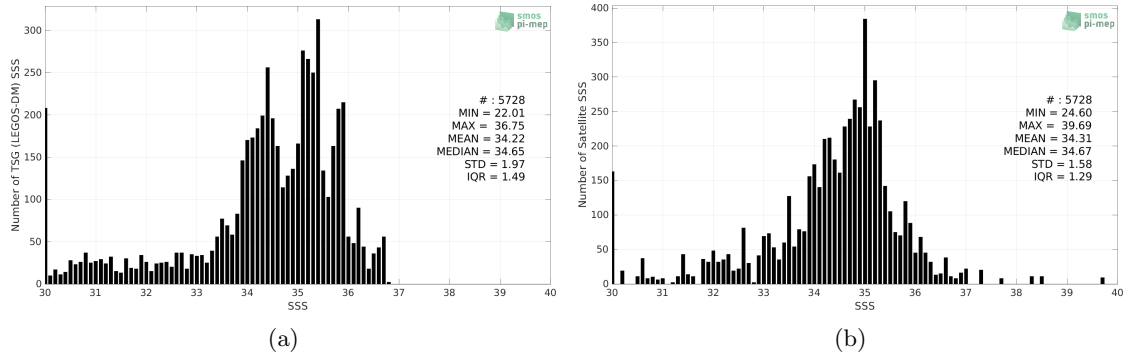 smos
pi-mep
Number of TSG (LEGOS-DM) SSS
300
250
200
150
100
50
0
# : 5728
MIN = 22.01
MAX = 36.75
MEAN = 34.22
MEDIAN = 34.65
STD = 1.97
IQR = 1.49
30 31 32 33 34 35 36 37 38 39 40
SSS
(a)
smos
pi-mep
Number of Satellite SSS
400
350
300
250
200
150
100
50
0
# : 5728
MIN = 24.60
MAX = 39.69
MEAN = 34.31
MEDIAN = 34.67
STD = 1.58
IQR = 1.29
30 31 32 33 34 35 36 37 38 39 40
SSS
(b)